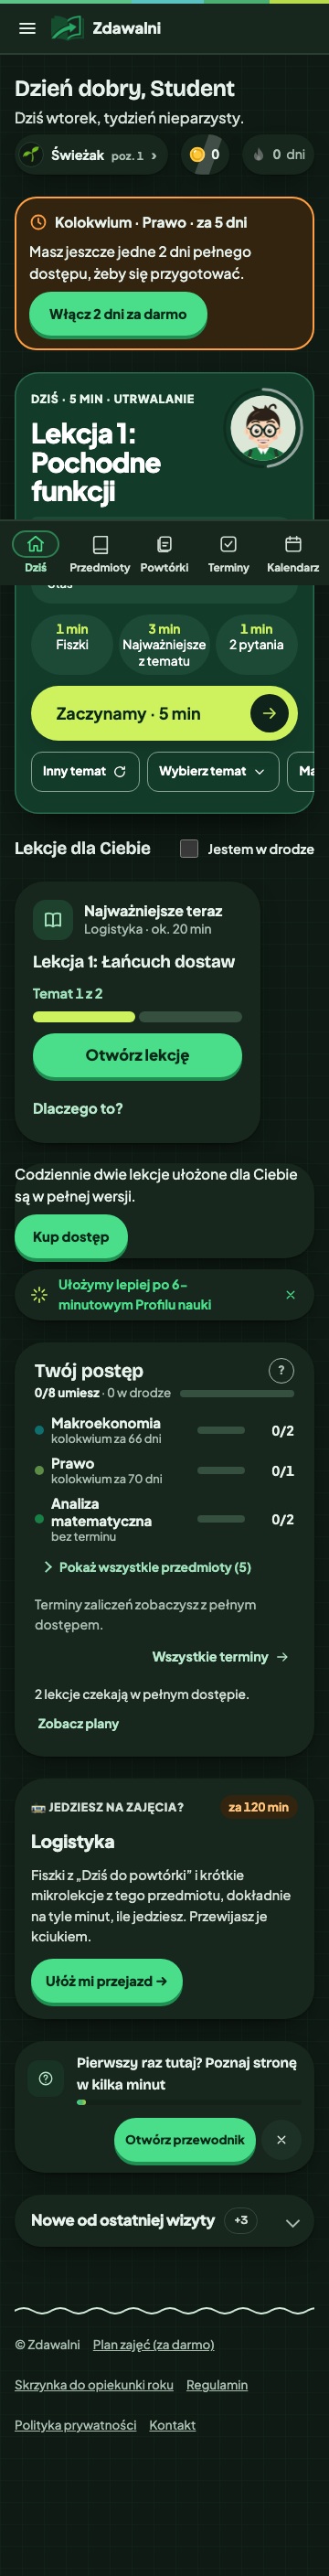 Zdawalni
Dzień dobry, Student
Dziś wtorek, tydzień nieparzysty.
Świeżak poz. 1 › 0 0 dni
Kolokwium · Prawo · za 5 dni
Masz jeszcze jedne 2 dni pełnego
dostępu, żeby się przygotować.
Włącz 2 dni za darmo
DZIŚ · 5 MIN · UTRWALANIE
Lekcja 1:
Pochodne
funkcji
Dziś Przedmioty Powtórki Terminy Kalendarz
1 min
Fiszki
3 min
Najważniejsze
z tematu
1 min
2 pytania
Zaczynamy · 5 min
Inny temat Wybierz temat
Lekcje dla Ciebie Jestem w drodze
Najważniejsze teraz
Logistyka · ok. 20 min
Lekcja 1: Łańcuch dostaw
Temat 1 z 2
Otwórz lekcję
Dlaczego to?
Codziennie dwie lekcje ułożone dla Ciebie
są w pełnej wersji.
Kup dostęp
Ułożymy lepiej po 6-
minutowym Profilu nauki
Twój postęp ?
0/8 umiesz · 0 w drodze
Makroekonomia 0/2
kolokwium za 66 dni
Prawo 0/1
kolokwium za 70 dni
Analiza
matematyczna 0/2
bez terminu
Pokaż wszystkie przedmioty (5)
Terminy zaliczeń zobaczysz z pełnym
dostępem.
Wszystkie terminy →
2 lekcje czekają w pełnym dostępie.
Zobacz plany
JEDZIESZ NA ZAJĘCIA? za 120 min
Logistyka
Fiszki z „Dziś do powtórki” i krótkie
mikrolekcje z tego przedmiotu, dokładnie
na tyle minut, ile jedziesz. Przewijasz je
kciukiem.
Ułóż mi przejazd →
Pierwszy raz tutaj? Poznaj stronę
w kilka minut
Otwórz przewodnik
Nowe od ostatniej wizyty +3
© Zdawalni Plan zajęć (za darmo)
Skrzynka do opiekunki roku Regulamin
Polityka prywatności Kontakt